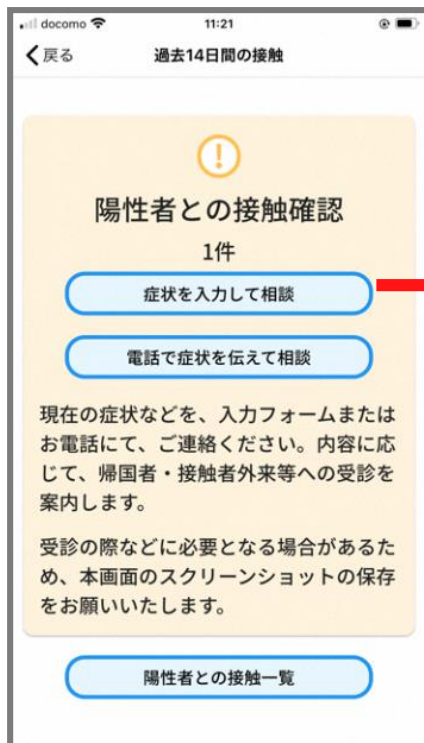 docomo 11:21
戻る 過去14日間の接触
陽性者との接触確認
1件
症状を入力して相談
電話で症状を伝えて相談
現在の症状などを、入力フォームまたは
お電話にて、ご連絡ください。内容に応
じて、帰国者・接触者外来等への受診を
案内します。
受診の際などに必要となる場合があるた
め、本画面のスクリーンショットの保存
をお願いいたします。
陽性者との接触一覧